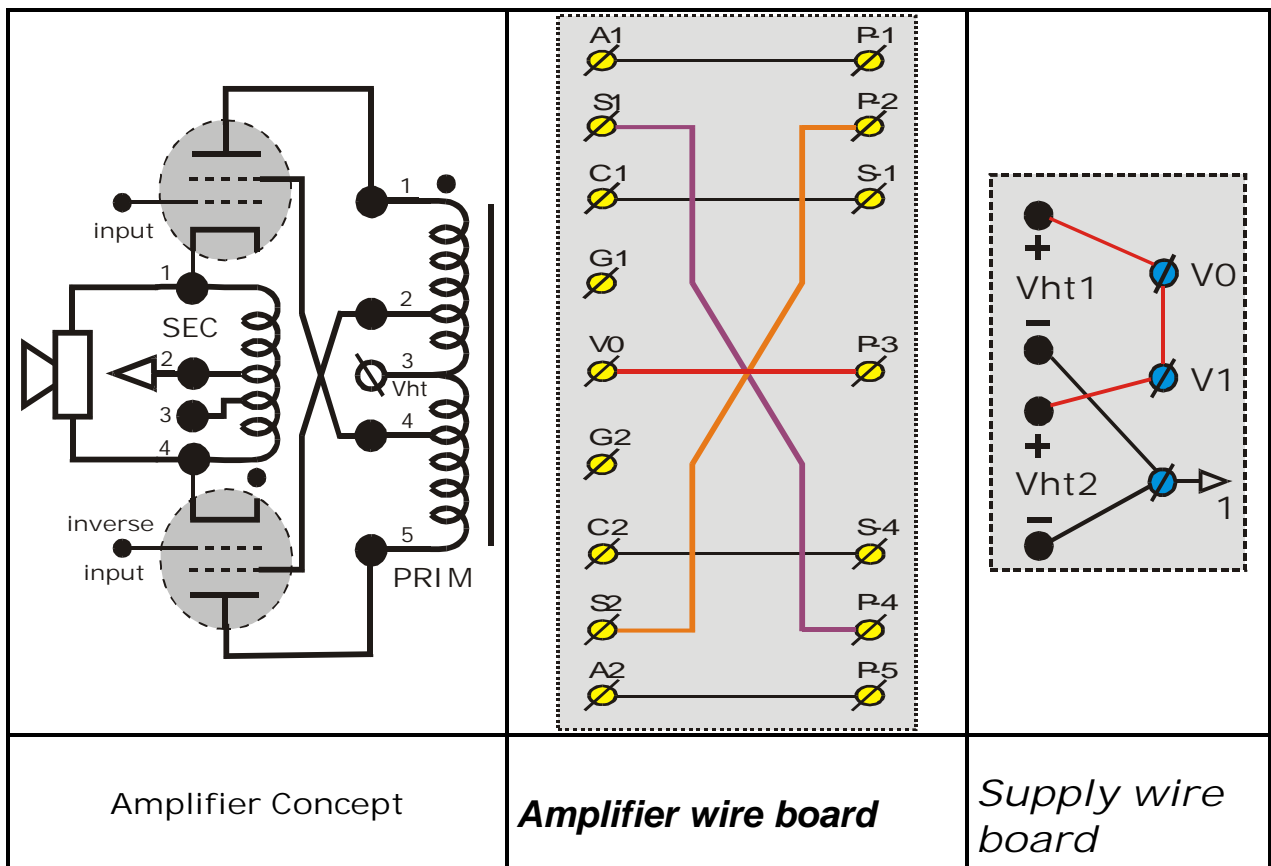 1
input
1
SEC
2
2
3
Vht
3
4
4
inverse
input
5
PRIM
A1 P-1
S1 P-2
C1 S-1
G1
V0 P-3
G2
C2 S-4
S2 P-4
A2 P-5
+
Vht1
V0
−
V1
+
Vht2
1
−
Amplifier Concept
Amplifier wire board
Supply wire
board